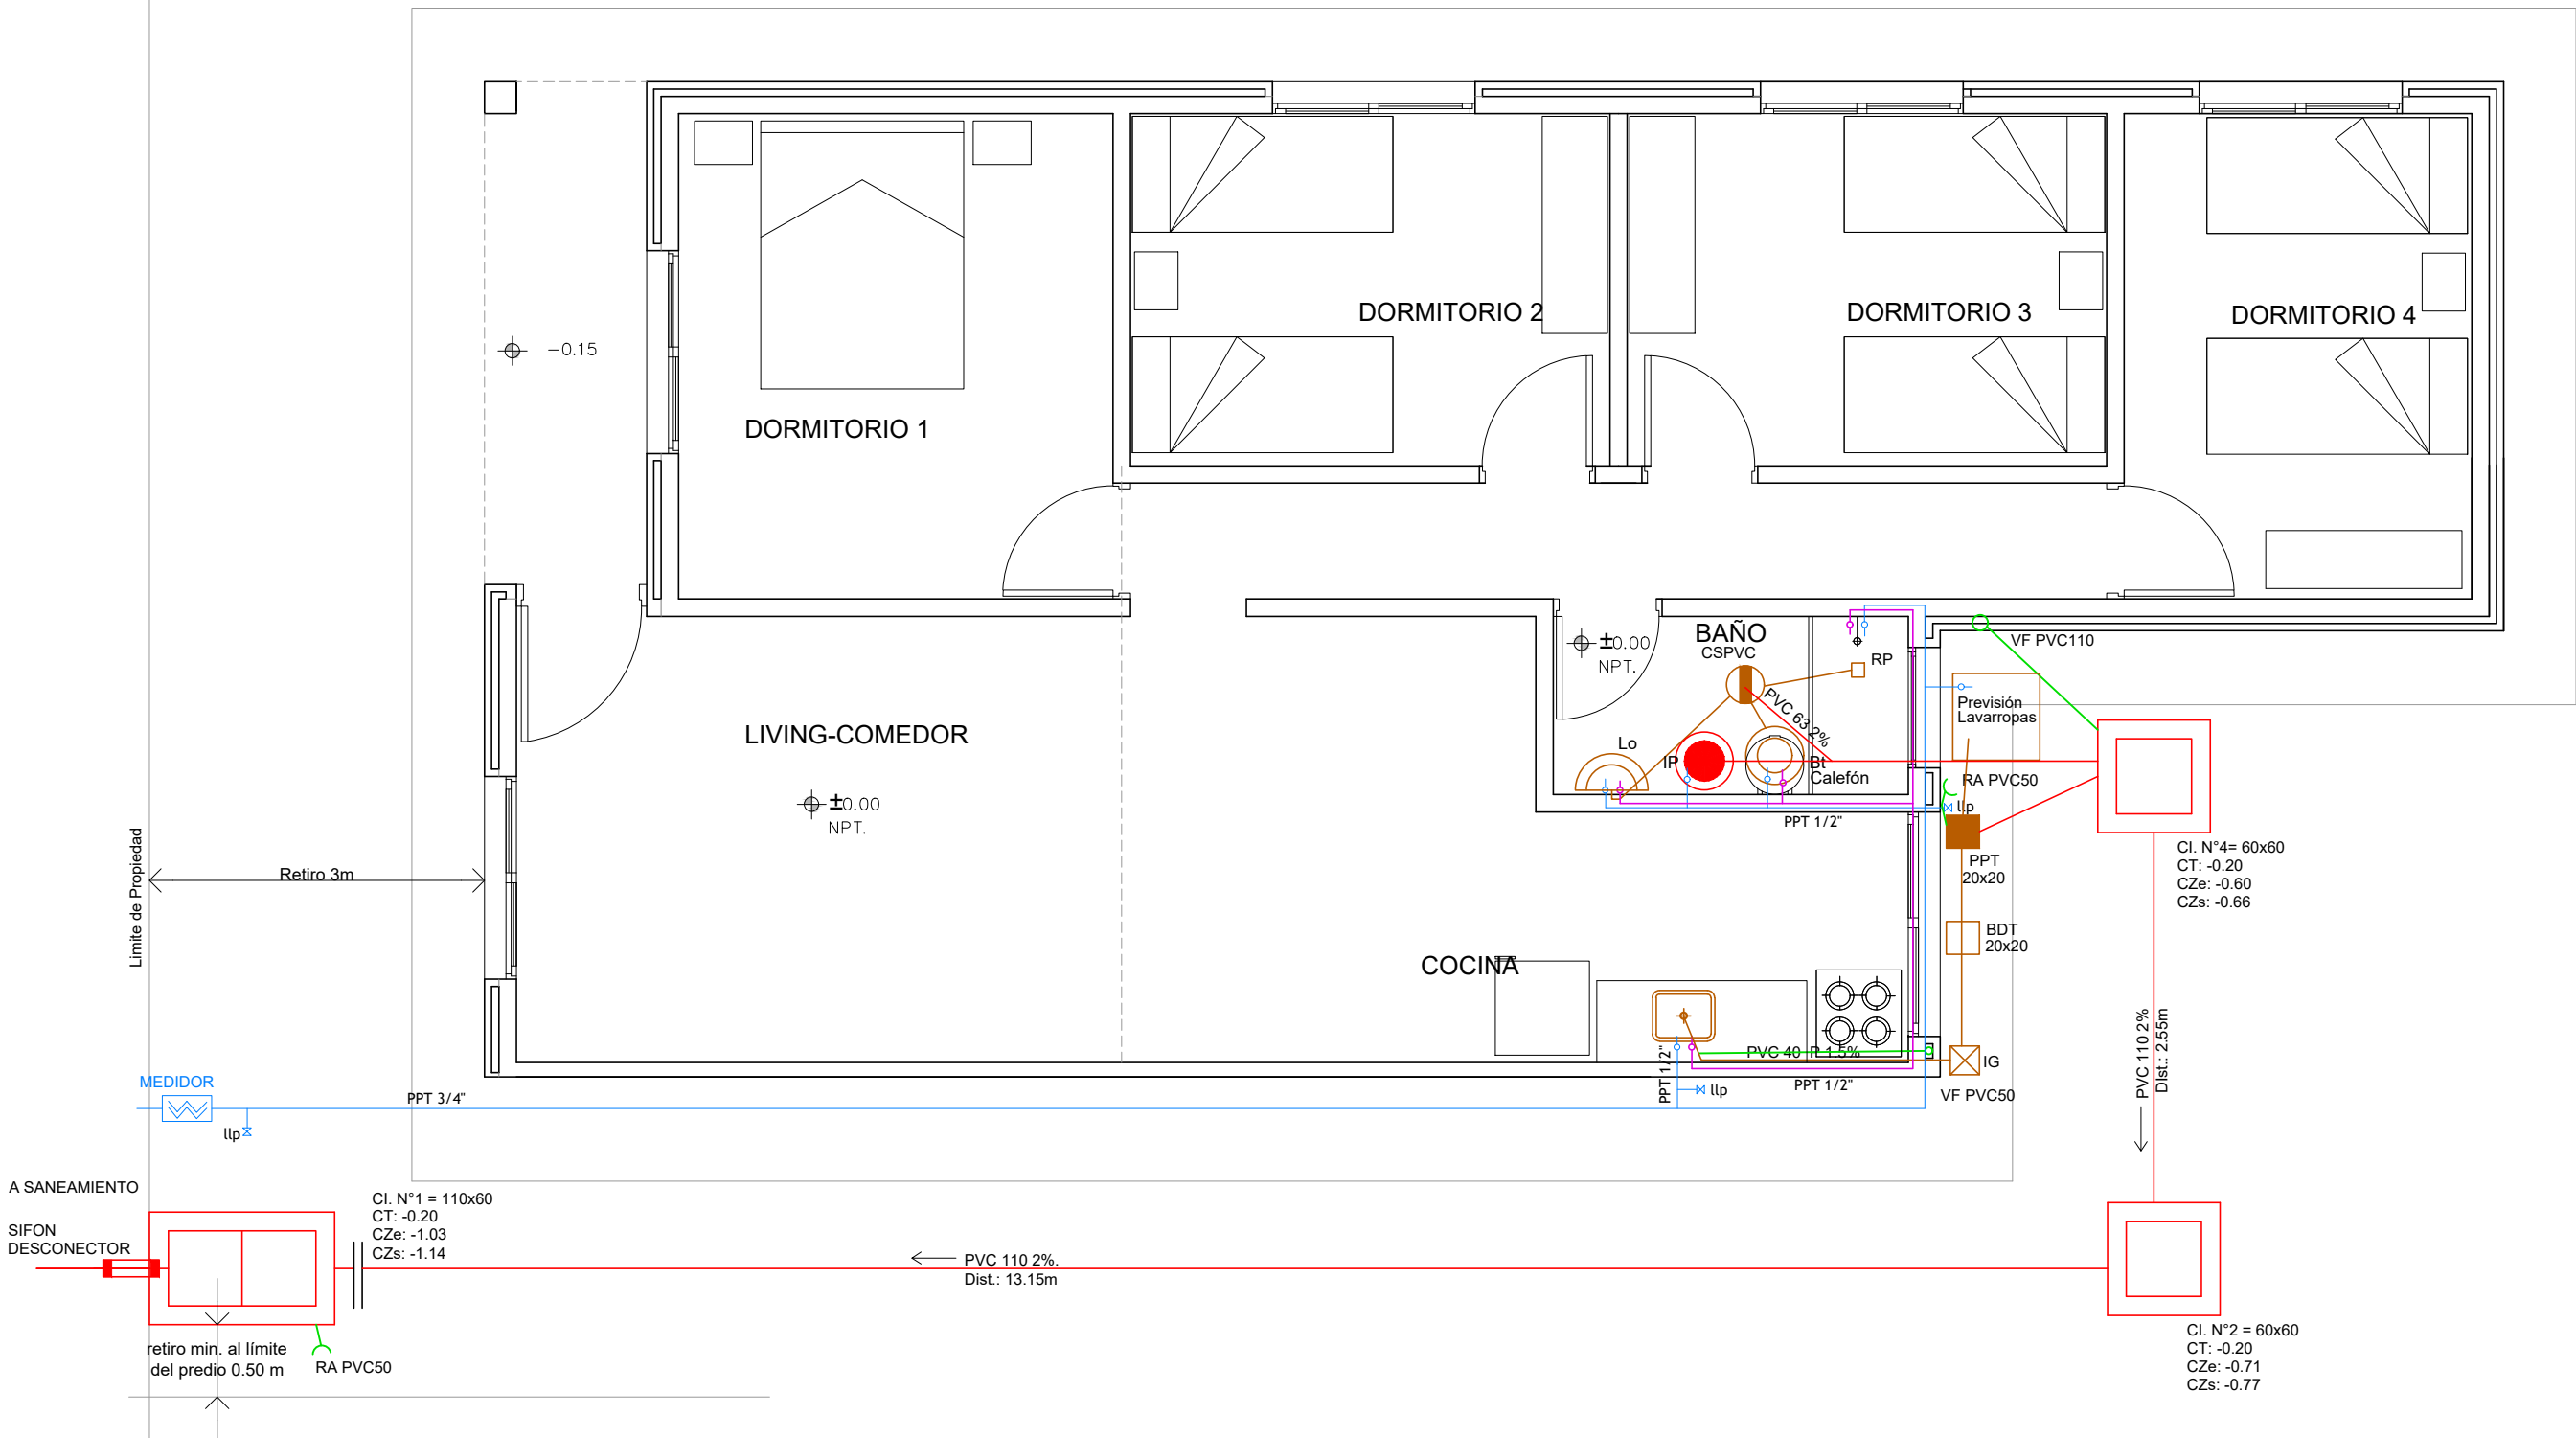 DORMITORIO 1
DORMITORIO 2
DORMITORIO 3
DORMITORIO 4
-0.15
±0.00
NPT.
BAÑO
CSPVC
RP
VF PVC110
Previsión
Lavarropas
PVC 63 2%
Lo
IP
Bt
Calefón
RA PVC50
llp
PPT 1/2"
LIVING-COMEDOR
±0.00
NPT.
PPT
20x20
CI. N°4= 60x60
CT: -0.20
CZe: -0.60
CZs: -0.66
Limite de Propiedad
Retiro 3m
BDT
20x20
COCINA
PVC 40 P 1.5%
IG
VF PVC50
PPT 1/2"
PPT 1/2"
llp
PVC 110 2%
DIst.: 2.55m
MEDIDOR
PPT 3/4"
llp
A SANEAMIENTO
SIFON
DESCONECTOR
CI. N°1 = 110x60
CT: -0.20
CZe: -1.03
CZs: -1.14
PVC 110 2%.
Dist.: 13.15m
retiro min. al límite
del predio 0.50 m
RA PVC50
CI. N°2 = 60x60
CT: -0.20
CZe: -0.71
CZs: -0.77